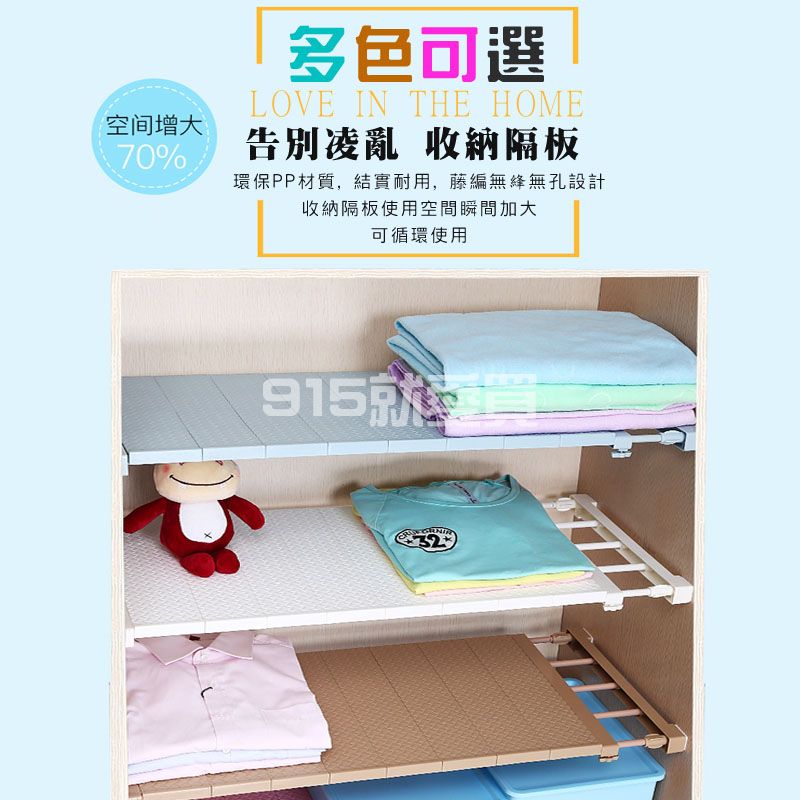 多色可選
LOVE IN THE HOME
空间增大
70%
告別凌亂 收納隔板
環保PP材質, 結實耐用, 藤編無縫無孔設計
收納隔板使用空間瞬間加大
可循環使用
915就愛買
32